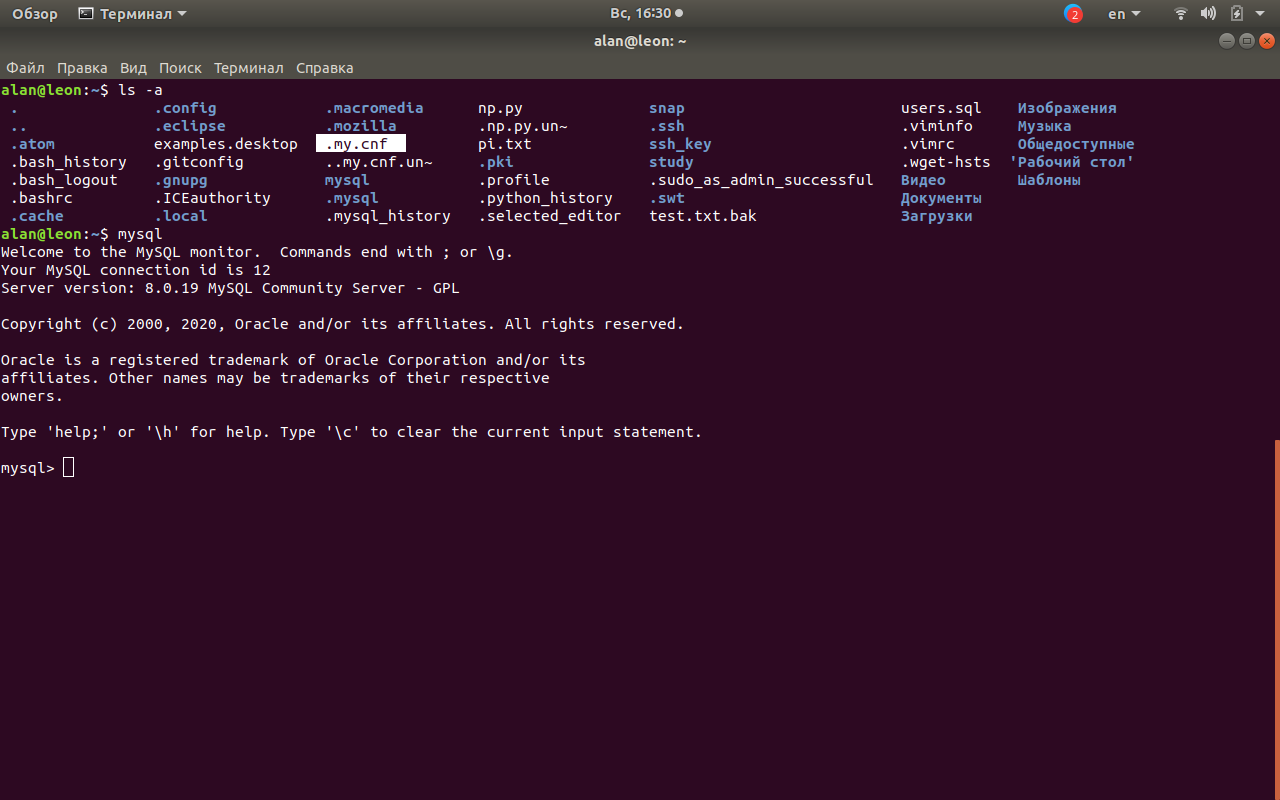 Обзор Терминал Вс, 16:30 2 en
alan@leon: ~
Файл Правка Вид Поиск Терминал Справка
alan@leon:~$ ls -a
. .config .macromedia np.py snap users.sql Изображения
.. .eclipse .mozilla .np.py.un~ .ssh .viminfo Музыка
.atom examples.desktop .my.cnf pi.txt ssh_key .vimrc Общедоступные
.bash_history .gitconfig ..my.cnf.un~ .pki study .wget-hsts 'Рабочий стол'
.bash_logout .gnupg mysql .profile .sudo_as_admin_successful Видео Шаблоны
.bashrc .ICEauthority .mysql .python_history .swt Документы
.cache .local .mysql_history .selected_editor test.txt.bak Загрузки
alan@leon:~$ mysql
Welcome to the MySQL monitor.  Commands end with ; or \g.
Your MySQL connection id is 12
Server version: 8.0.19 MySQL Community Server - GPL
Copyright (c) 2000, 2020, Oracle and/or its affiliates. All rights reserved.
Oracle is a registered trademark of Oracle Corporation and/or its
affiliates. Other names may be trademarks of their respective
owners.
Type 'help;' or '\h' for help. Type '\c' to clear the current input statement.
mysql>